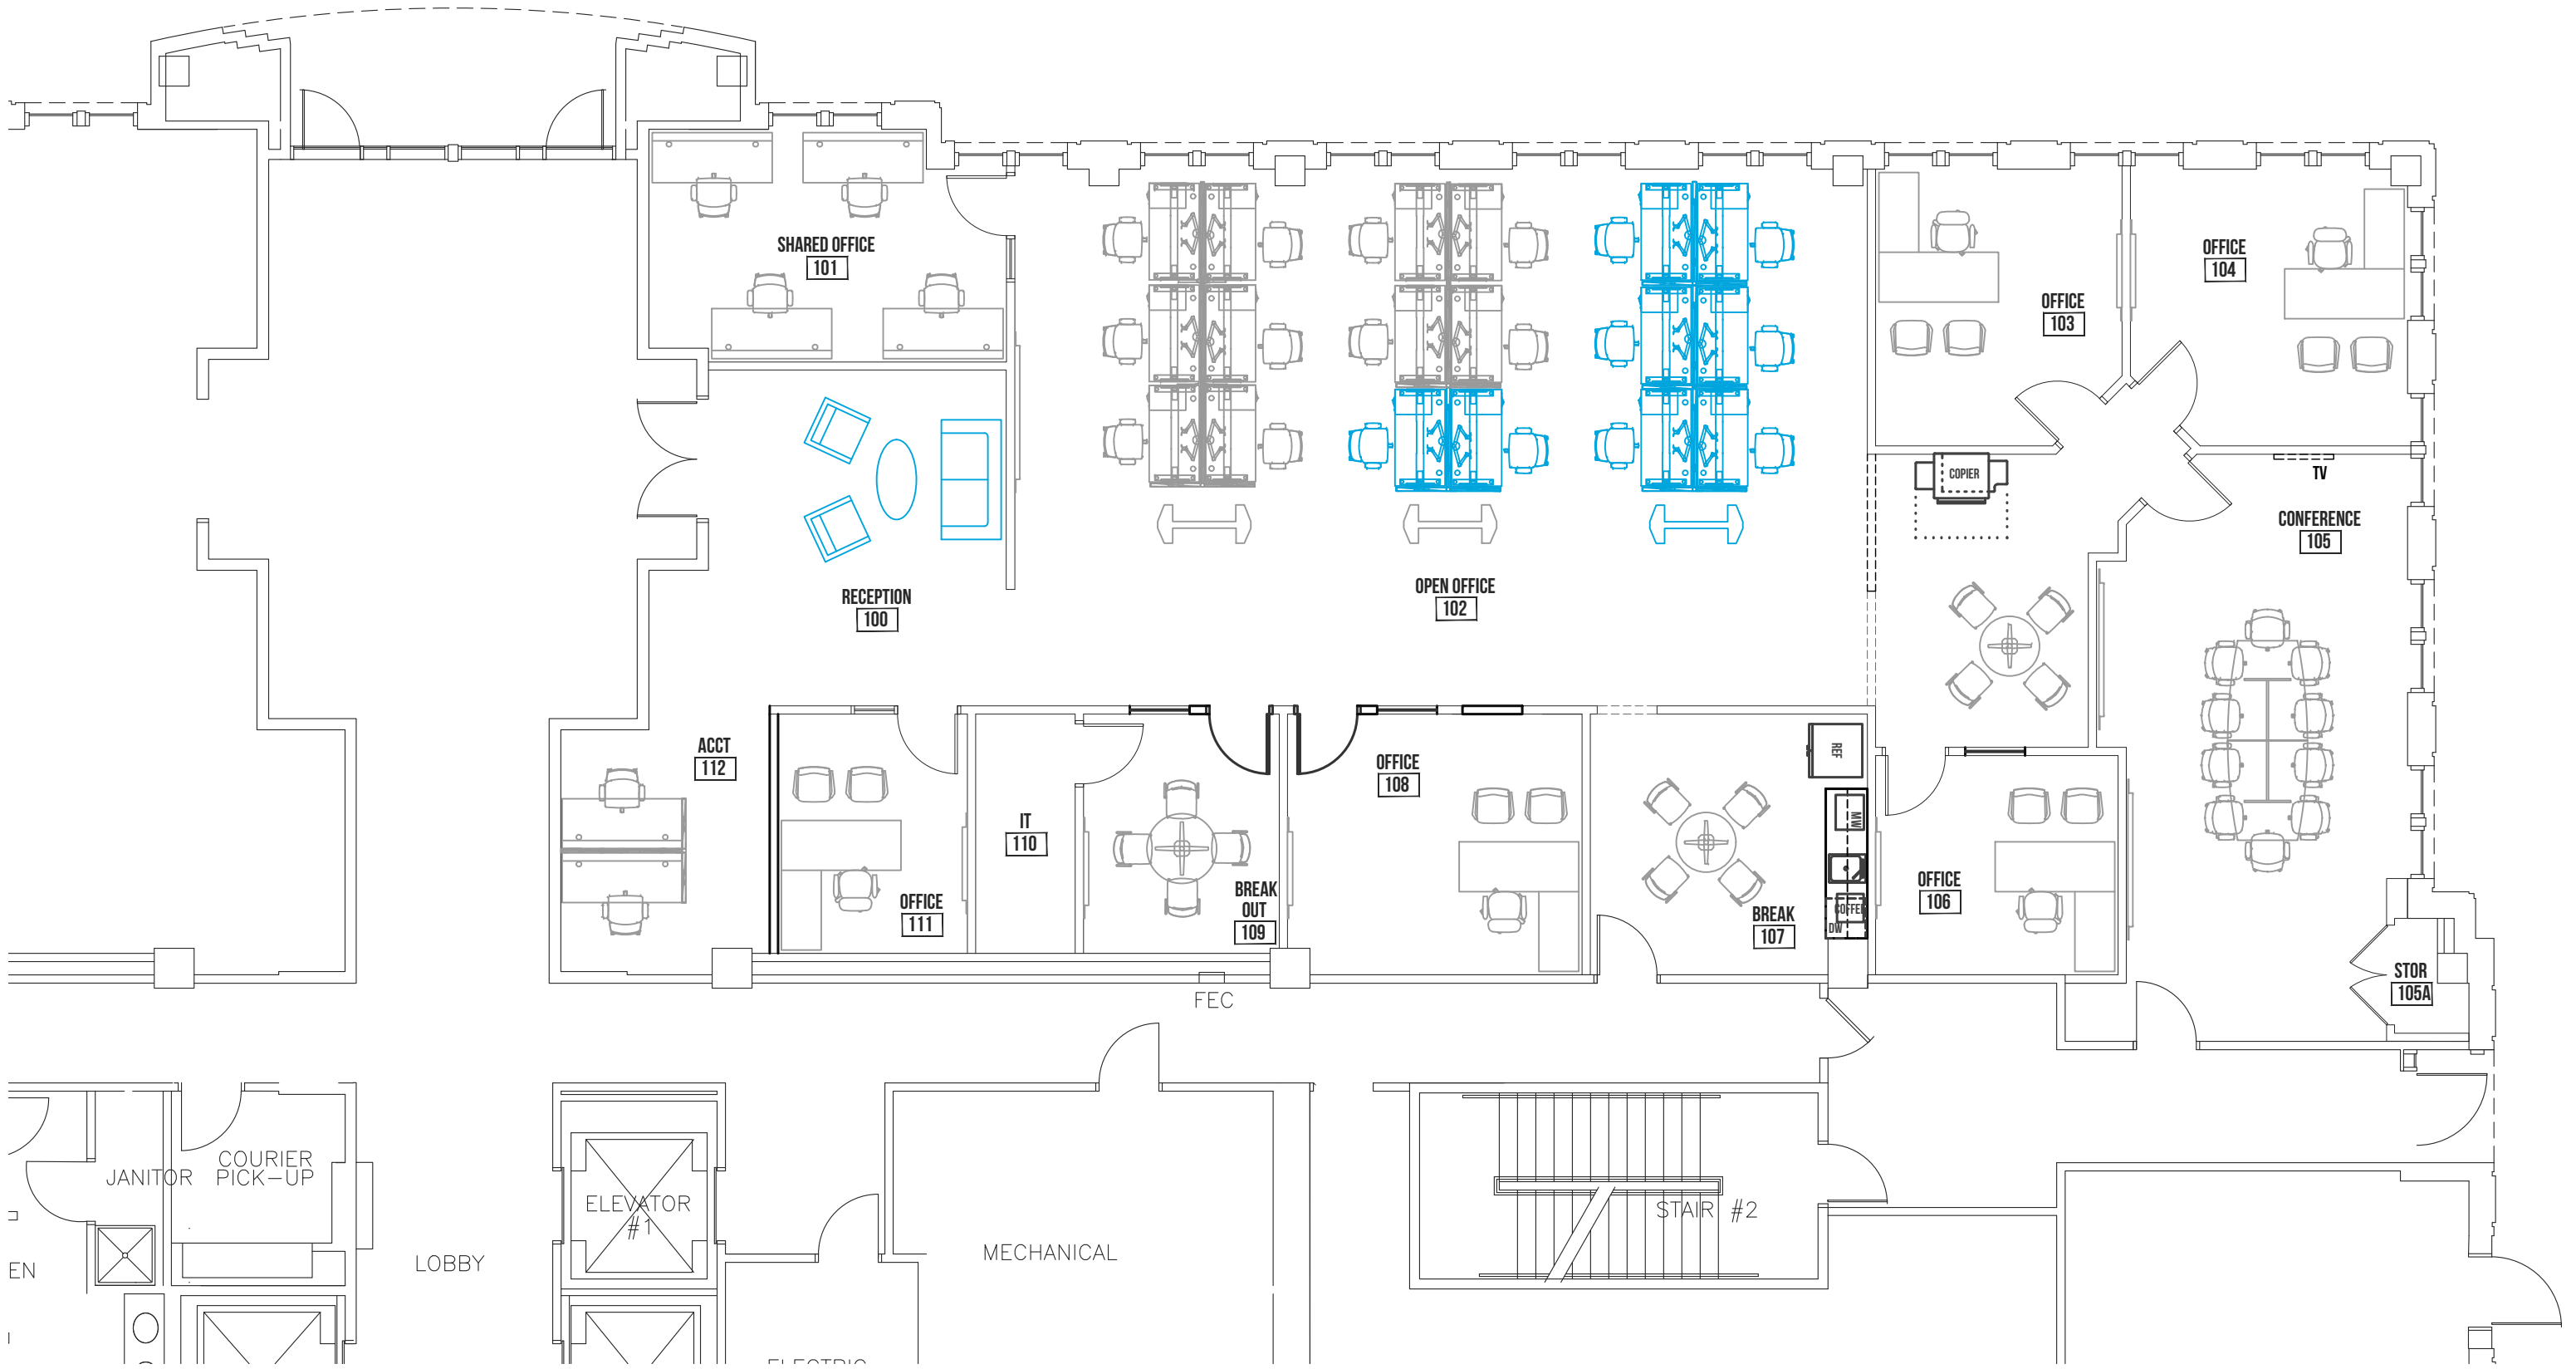 SHARED OFFICE
101
OFFICE
104
OFFICE
103
COPIER
TV
CONFERENCE
105
OPEN OFFICE
102
RECEPTION
100
ACCT
112
OFFICE
108
REF
MW
IT
110
OFFICE
111
BREAK
OUT
109
COFFEE
DW
BREAK
107
OFFICE
106
STOR
105A
FEC
JANITOR
COURIER
PICK-UP
ELEVATOR
#1
STAIR #2
MECHANICAL
LOBBY
EN